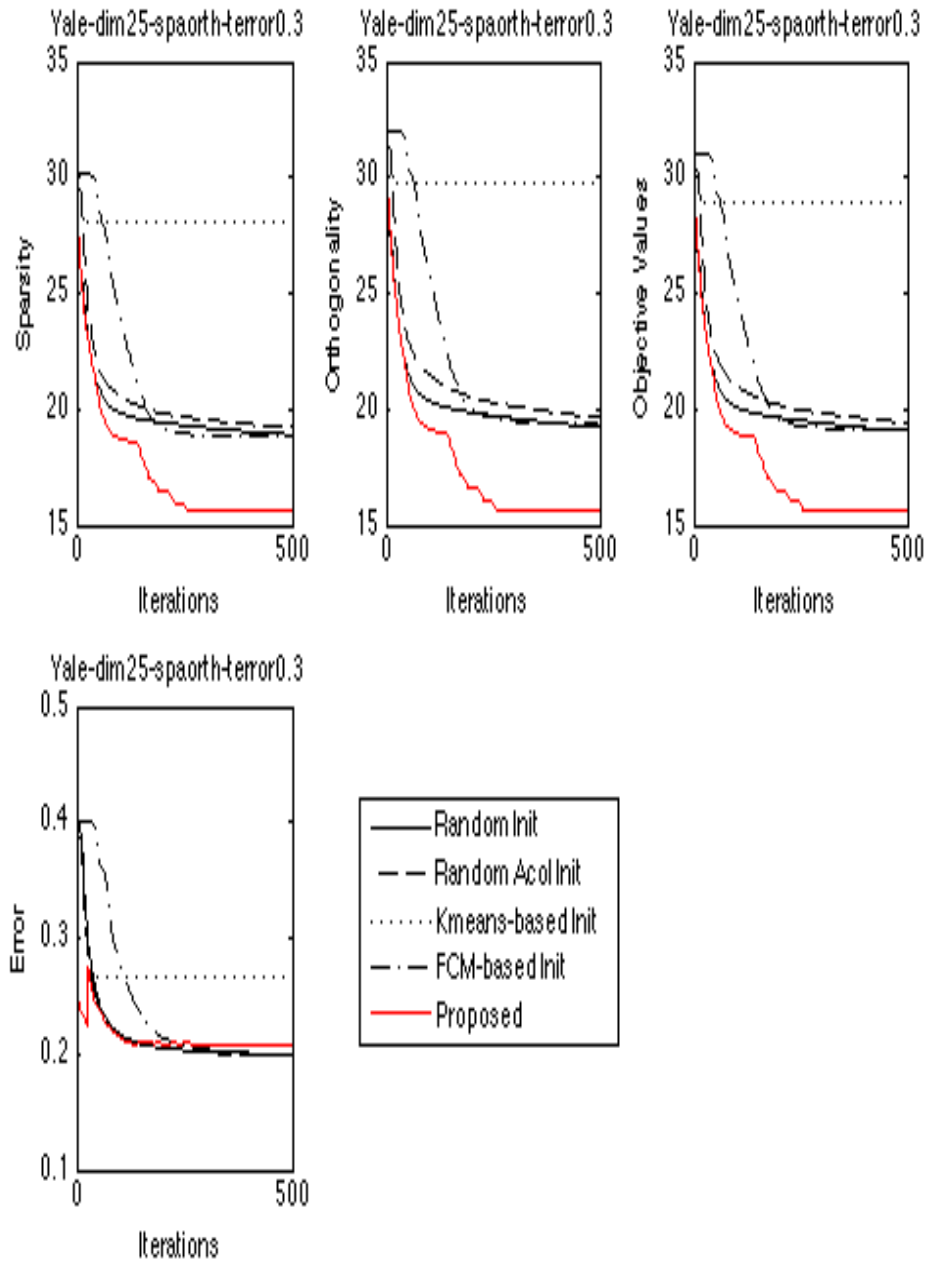 Yale-dim25-spaorth-terror0.3
Yale-dim25-spaorth-terror0.3
Yale-dim25-spaorth-terror0.3
35
30
25
20
15
Sparsity
0
500
Iterations
35
30
25
20
15
Orthogonality
0
500
Iterations
35
30
25
20
15
Objective Values
0
500
Iterations
Yale-dim25-spaorth-terror0.3
0.5
0.4
0.3
0.2
0.1
Error
0
500
Iterations
Random Init
Random Acol Init
Kmeans-based Init
FCM-based Init
Proposed